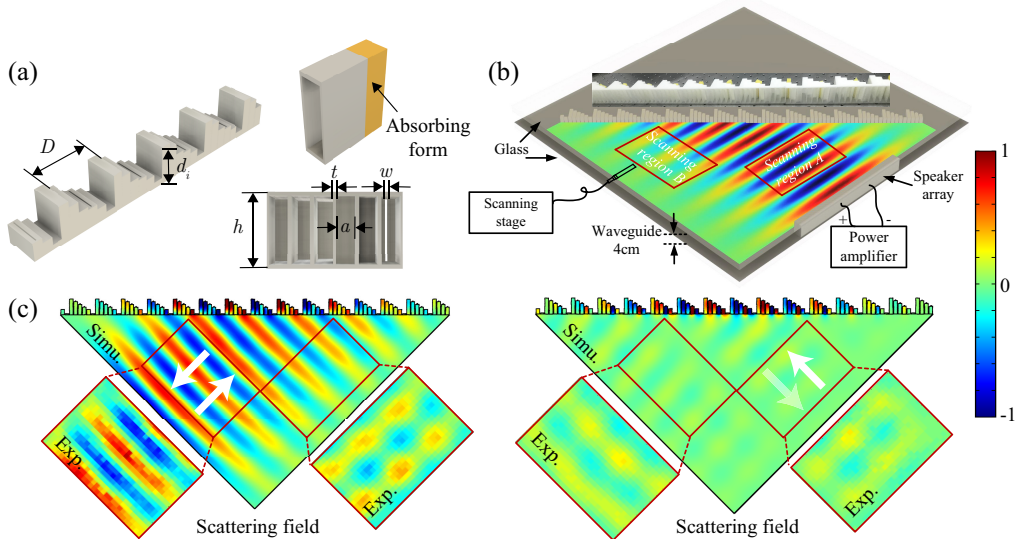 (a)
D
d_i
Absorbing
form
t
w
h
a
(b)
Glass
Scanning
region B
Scanning
region A
Scanning
stage
Waveguide
4cm
Speaker
array
+ -
Power
amplifier
1
0
-1
(c)
Simu.
Exp.
Exp.
Scattering field
Simu.
Exp.
Exp.
Scattering field